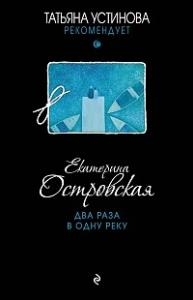 ТАТЬЯНА УСТИНОВА
РЕКОМЕНДУЕТ
Екатерина
Островская
ДВА РАЗА
В ОДНУ РЕКУ